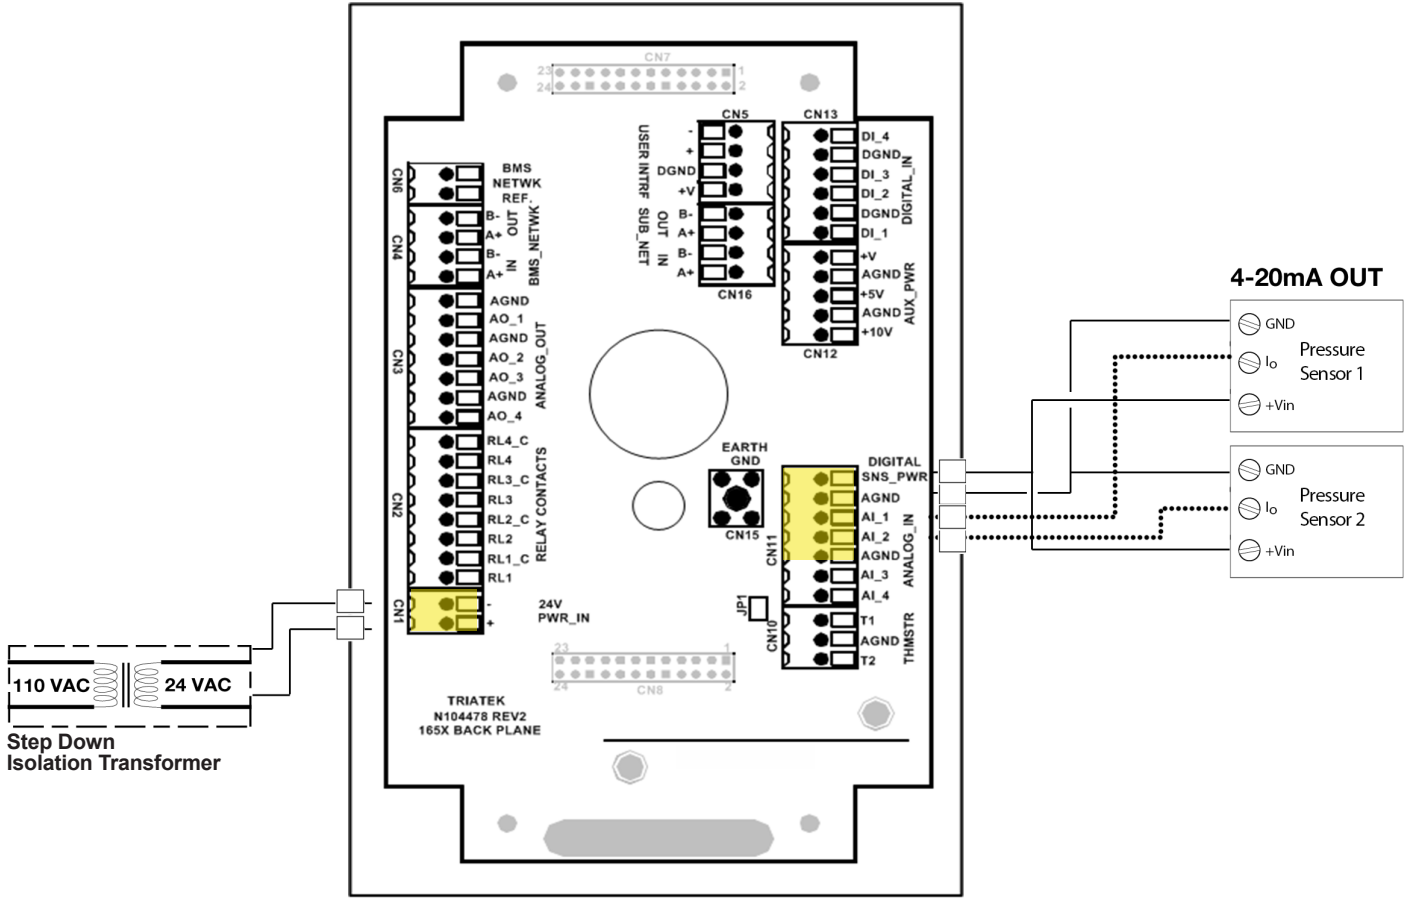 CN7
23
1
24
2
CN5
CN13
USER INTRF
-
+
DGND
+V
SUB_NET
OUT
IN
B-
A+
B-
A+
CN16
DI_4
DGND
DI_3
DI_2
DGND
DI_1
DIGITAL_IN
+V
AGND
+5V
AGND
+10V
AUX_PWR
CN12
CN6
BMS
NETWK
REF.
CN4
B-
A+
B-
A+
OUT
IN
BMS_NETWK
CN3
AGND
AO_1
AGND
AO_2
AO_3
AGND
AO_4
ANALOG_OUT
CN2
RL4_C
RL4
RL3_C
RL3
RL2_C
RL2
RL1_C
RL1
RELAY CONTACTS
CN1
-
+
24V
PWR_IN
EARTH
GND
CN15
DIGITAL
SNS_PWR
AGND
AI_1
AI_2
AGND
AI_3
AI_4
CN11
ANALOG_IN
JP1
CN10
T1
AGND
T2
THMSTR
23
1
24
2
CN8
TRIATEK
N104478 REV2
165X BACK PLANE
110 VAC
24 VAC
Step Down
Isolation Transformer
4-20mA OUT
GND
Io
+Vin
Pressure
Sensor 1
GND
Io
+Vin
Pressure
Sensor 2